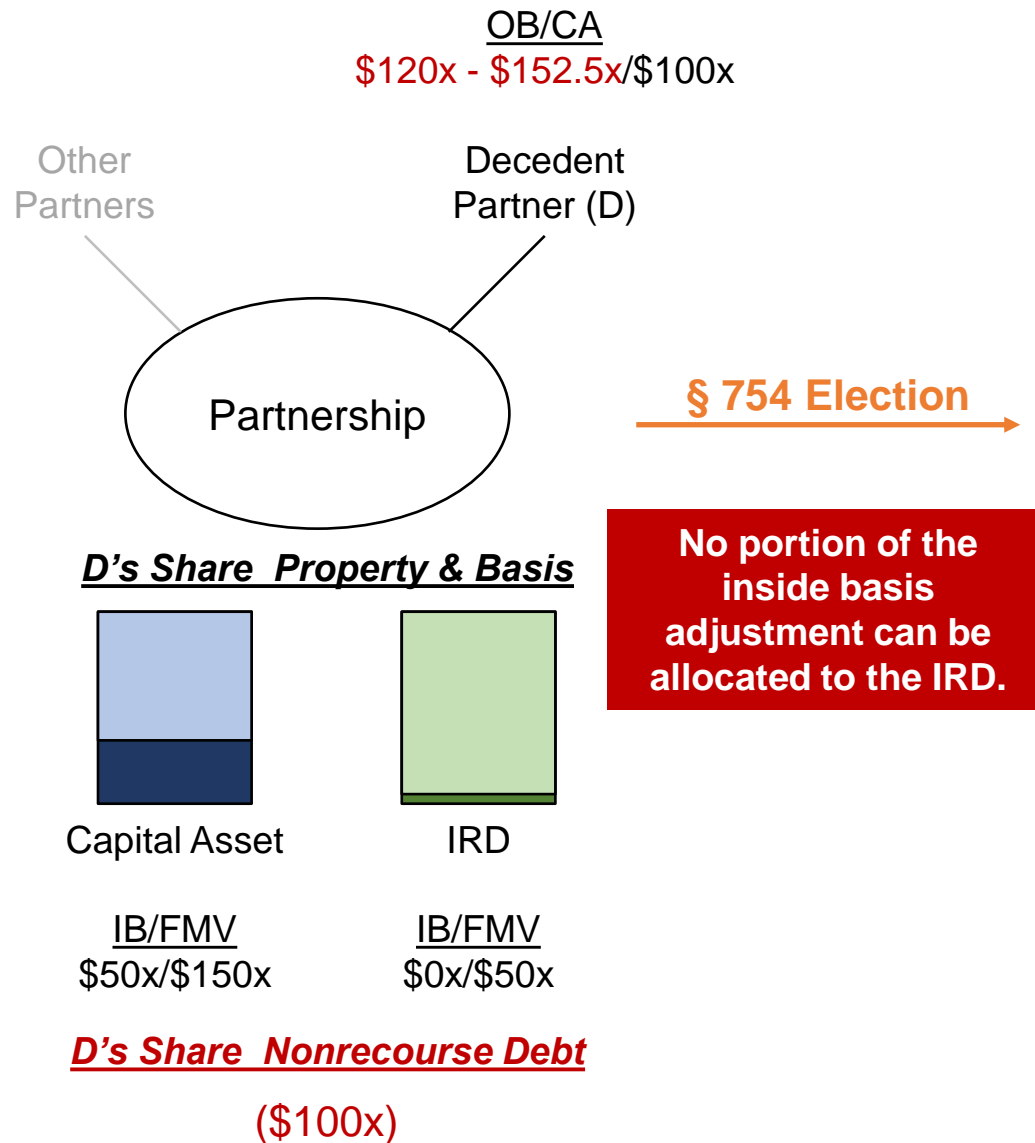 OB/CA
$120x - $152.5x/$100x
Other
Partners
Decedent
Partner (D)
Partnership
§ 754 Election
No portion of the
inside basis
adjustment can be
allocated to the IRD.
D's Share  Property & Basis
Capital Asset
IRD
IB/FMV
$50x/$150x
IB/FMV
$0x/$50x
D's Share  Nonrecourse Debt
($100x)